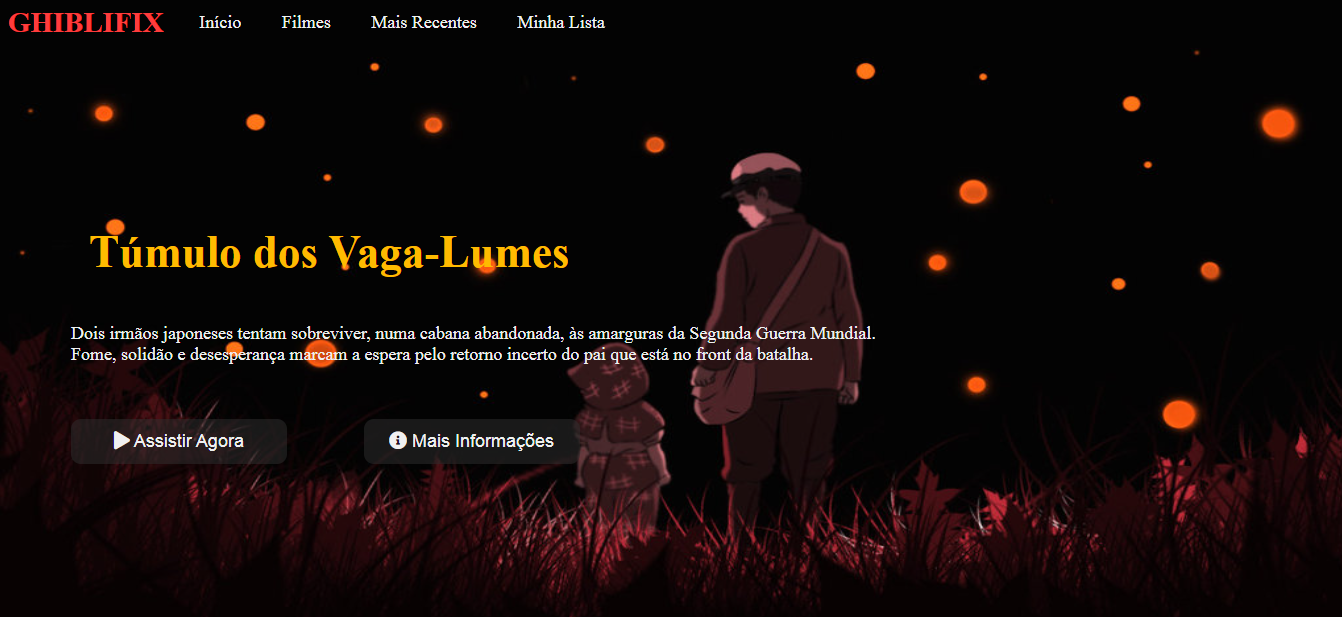 GHIBLIFIX Início Filmes Mais Recentes Minha Lista
Túmulo dos Vaga-Lumes
Dois irmãos japoneses tentam sobreviver, numa cabana abandonada, às amarguras da Segunda Guerra Mundial.
Fome, solidão e desesperança marcam a espera pelo retorno incerto do pai que está no front da batalha.
Assistir Agora Mais Informações